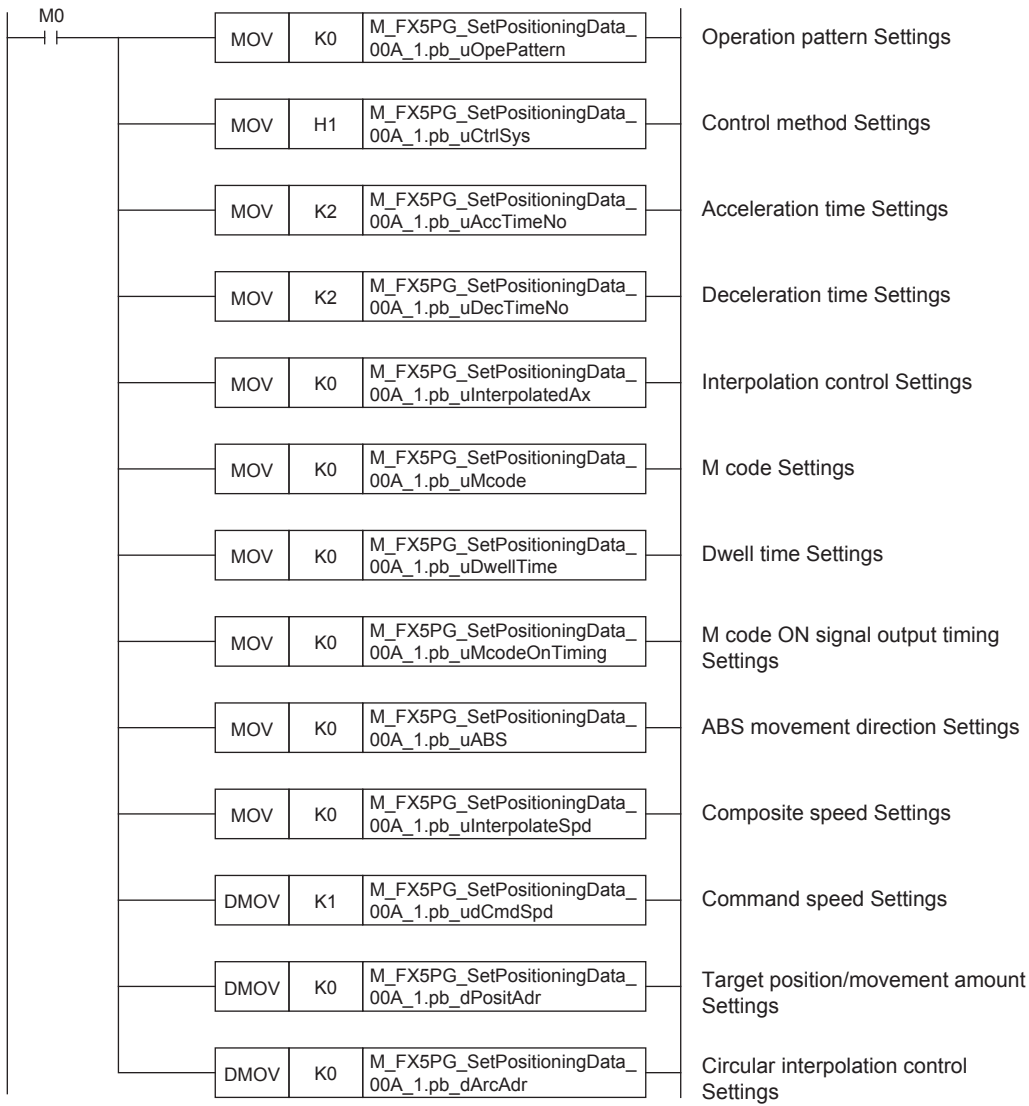 M0
MOV K0 M_FX5PG_SetPositioningData_ Operation pattern Settings
00A_1.pb_uOpePattern
MOV H1 M_FX5PG_SetPositioningData_ Control method Settings
00A_1.pb_uCtrlSys
MOV K2 M_FX5PG_SetPositioningData_ Acceleration time Settings
00A_1.pb_uAccTimeNo
MOV K2 M_FX5PG_SetPositioningData_ Deceleration time Settings
00A_1.pb_uDecTimeNo
MOV K0 M_FX5PG_SetPositioningData_ Interpolation control Settings
00A_1.pb_uInterpolatedAx
MOV K0 M_FX5PG_SetPositioningData_ M code Settings
00A_1.pb_uMcode
MOV K0 M_FX5PG_SetPositioningData_ Dwell time Settings
00A_1.pb_uDwellTime
MOV K0 M_FX5PG_SetPositioningData_ M code ON signal output timing
00A_1.pb_uMcodeOnTiming Settings
MOV K0 M_FX5PG_SetPositioningData_ ABS movement direction Settings
00A_1.pb_uABS
MOV K0 M_FX5PG_SetPositioningData_ Composite speed Settings
00A_1.pb_uInterpolateSpd
DMOV K1 M_FX5PG_SetPositioningData_ Command speed Settings
00A_1.pb_udCmdSpd
DMOV K0 M_FX5PG_SetPositioningData_ Target position/movement amount
00A_1.pb_dPositAdr Settings
DMOV K0 M_FX5PG_SetPositioningData_ Circular interpolation control
00A_1.pb_dArcAdr Settings